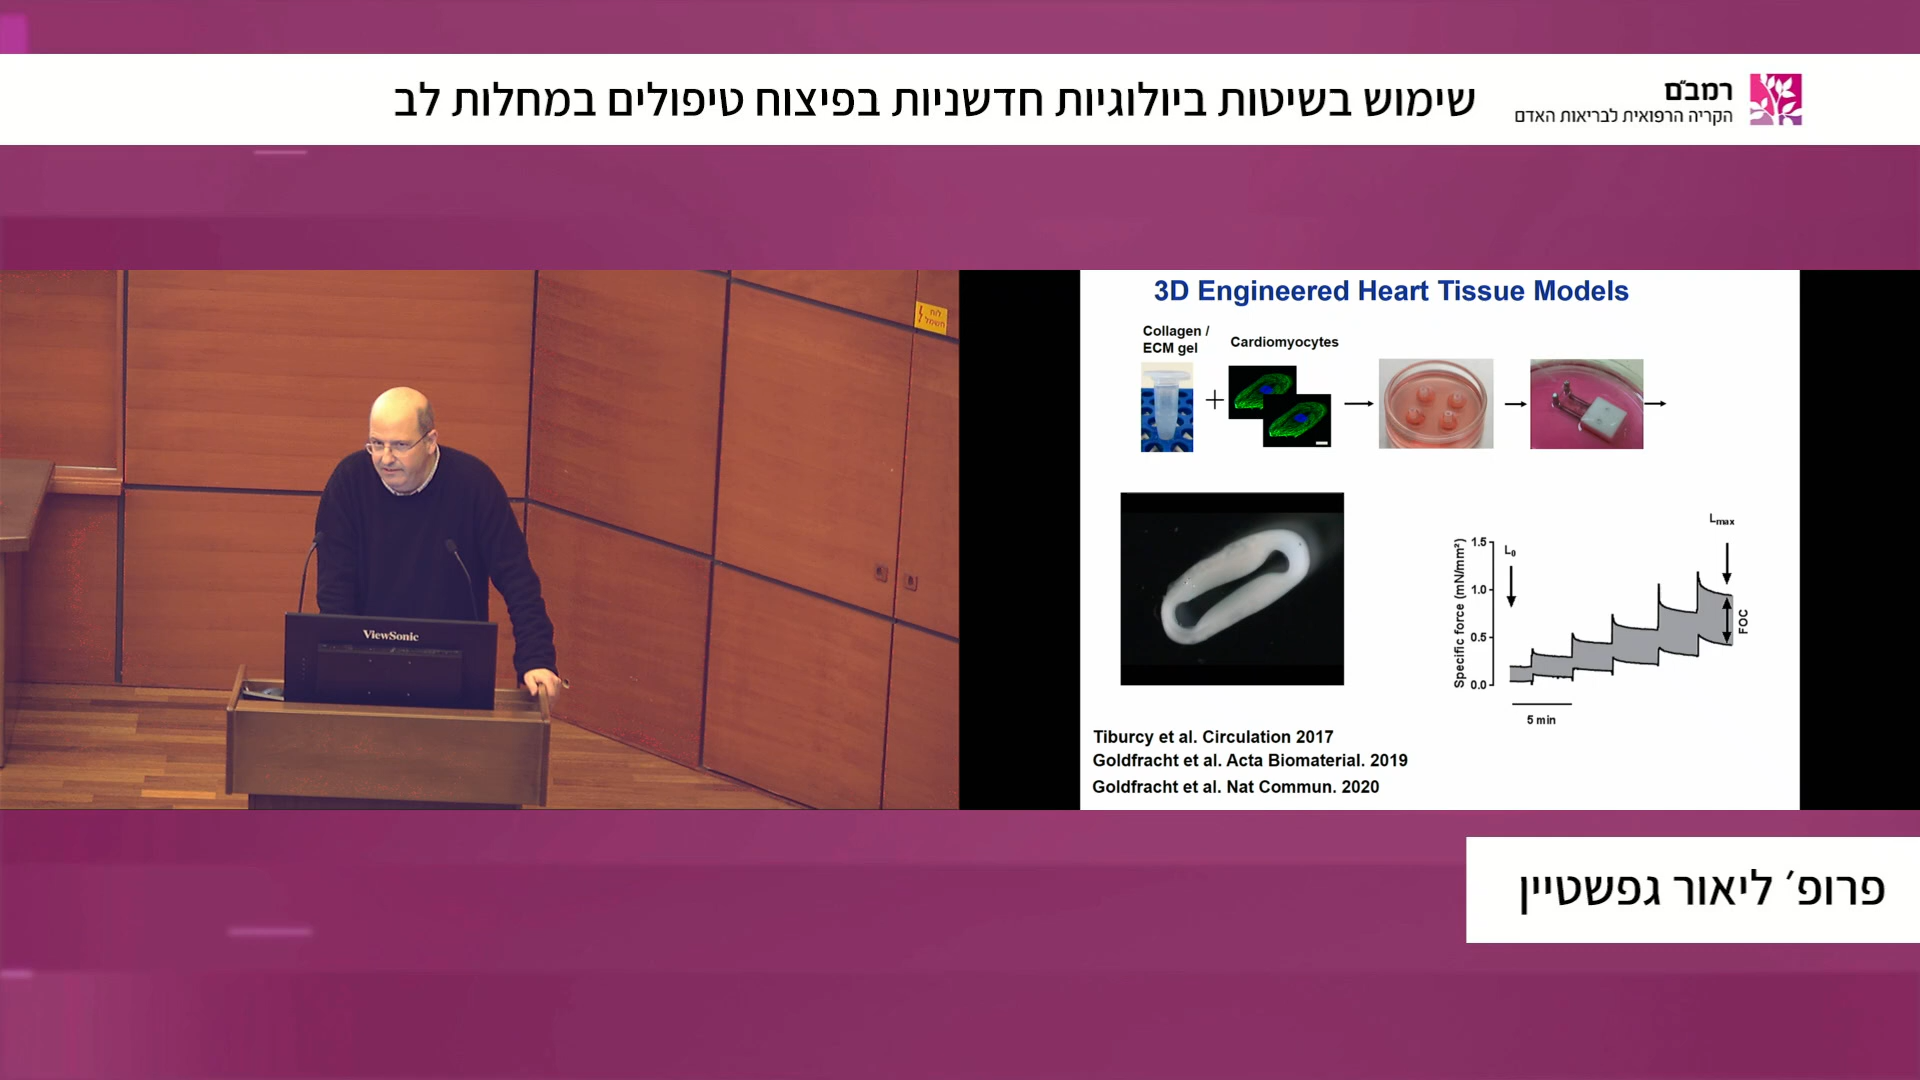 שימוש בשיטות ביולוגיות חדשניות בפיצוח טיפולים במחלות לב
רמב״ם
הקריה הרפואית לבריאות האדם
לוח
חשמל
ViewSonic
3D Engineered Heart Tissue Models
Collagen /
ECM gel
Cardiomyocytes
Specific force (mN/mm²)
1.5
1.0
0.5
0.0
L₀
Lmax
FOC
5 min
Tiburcy et al. Circulation 2017
Goldfracht et al. Acta Biomaterial. 2019
Goldfracht et al. Nat Commun. 2020
פרופ׳ ליאור גפשטיין